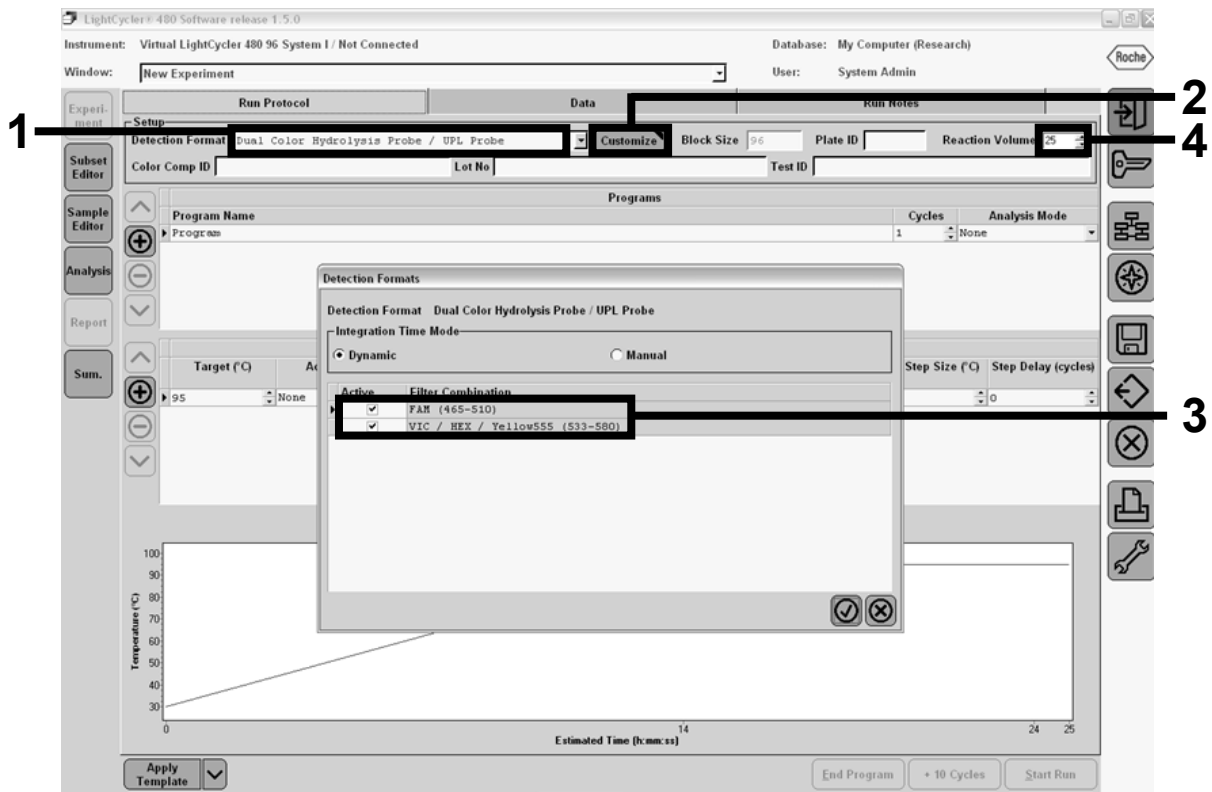 LightCycler® 480 Software release 1.5.0
Instrument: Virtual LightCycler 480 96 System I / Not Connected Database: My Computer (Research)
Window: New Experiment User: System Admin
Roche
Run Protocol Data Run Notes
Experi-
ment
Setup
Detection Format Dual Color Hydrolysis Probe / UPL Probe Customize Block Size 96 Plate ID Reaction Volume 25
Color Comp ID Lot No Test ID
1
2
4
Subset
Editor
Sample
Editor
Analysis
Report
Sum.
Programs
Program Name Cycles Analysis Mode
Program 1 None
Detection Formats
Detection Format Dual Color Hydrolysis Probe / UPL Probe
Integration Time Mode
Dynamic Manual
Active Filter Combination
FAM (465-510)
VIC / HEX / Yellow555 (533-580)
3
Target (°C) Step Size (°C) Step Delay (cycles)
95 None 0
100
90
80
70
60
50
40
30
Temperature (°C)
0 14 24 25
Estimated Time (h:mm:ss)
Apply
Template
End Program + 10 Cycles Start Run